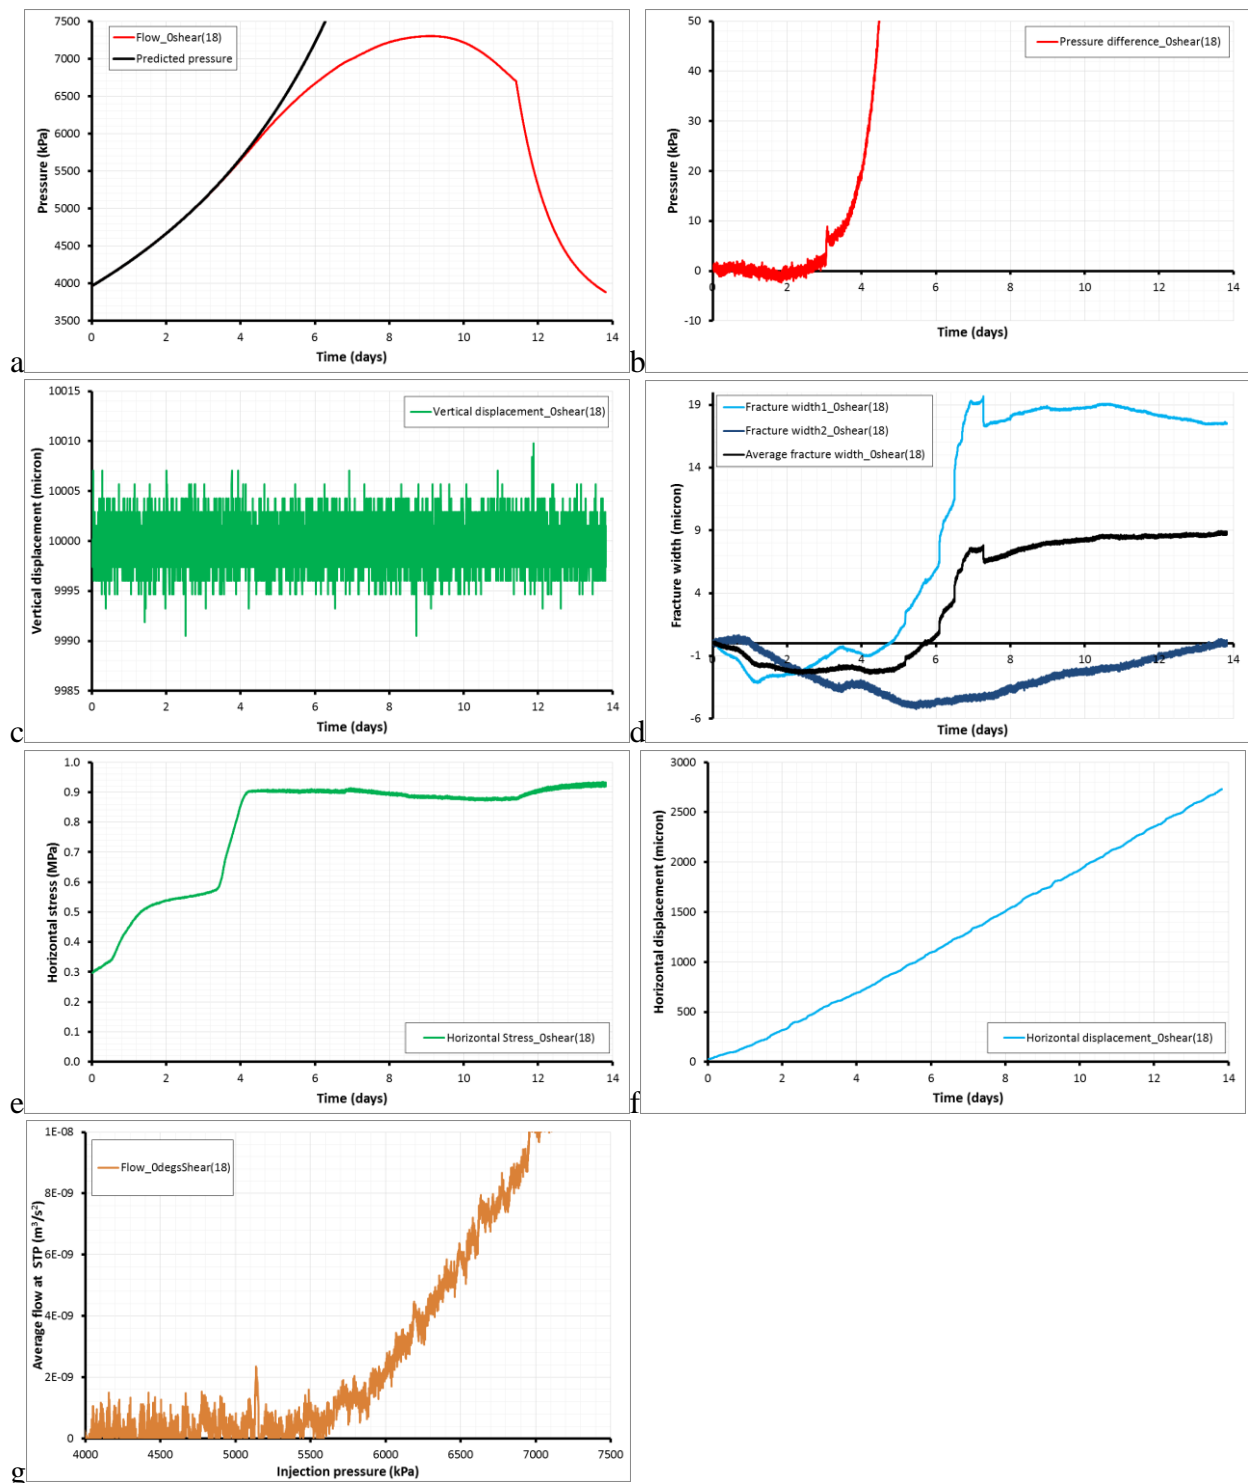 7500
7000
6500
6000
5500
5000
4500
4000
3500
Pressure (kPa)
Flow_0shear(18)
Predicted pressure
0 2 4 6 8 10 12 14
Time (days)
a
50
40
30
20
10
0
-10
Pressure (kPa)
Pressure difference_0shear(18)
0 2 4 6 8 10 12 14
Time (days)
b
10015
10010
10005
10000
9995
9990
9985
Vertical displacement (micron)
Vertical displacement_0shear(18)
0 2 4 6 8 10 12 14
Time (days)
c
19
14
9
4
-1
-6
Fracture width (micron)
Fracture width1_0shear(18)
Fracture width2_0shear(18)
Average fracture width_0shear(18)
0 2 4 6 8 10 12 14
Time (days)
d
1.0
0.9
0.8
0.7
0.6
0.5
0.4
0.3
0.2
0.1
0.0
Horizontal stress (MPa)
Horizontal Stress_0shear(18)
0 2 4 6 8 10 12 14
Time (days)
e
3000
2500
2000
1500
1000
500
0
Horizontal displacement (micron)
Horizontal displacement_0shear(18)
0 2 4 6 8 10 12 14
Time (days)
f
1E-08
8E-09
6E-09
4E-09
2E-09
0
Average flow at STP (m³/s²)
Flow_0degsShear(18)
4000 4500 5000 5500 6000 6500 7000 7500
Injection pressure (kPa)
g